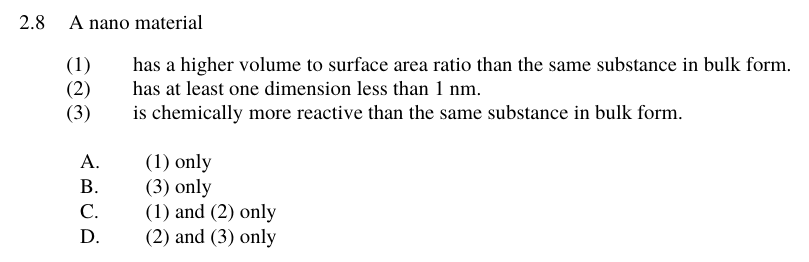 2.8 A nano material
(1) has a higher volume to surface area ratio than the same substance in bulk form.
(2) has at least one dimension less than 1 nm.
(3) is chemically more reactive than the same substance in bulk form.
A. (1) only
B. (3) only
C. (1) and (2) only
D. (2) and (3) only